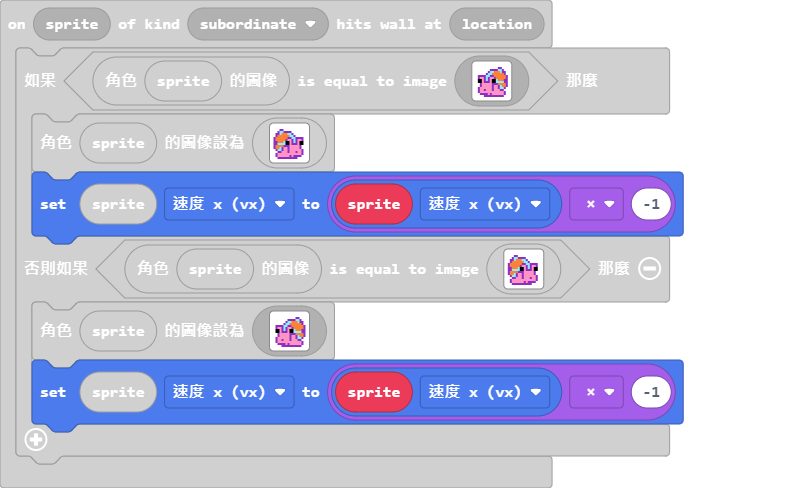 on sprite of kind subordinate hits wall at location
如果 角色 sprite 的圖像 is equal to image 那麼
角色 sprite 的圖像設為
set sprite 速度 x (vx) to sprite 速度 x (vx) × -1
否則如果 角色 sprite 的圖像 is equal to image 那麼
角色 sprite 的圖像設為
set sprite 速度 x (vx) to sprite 速度 x (vx) × -1